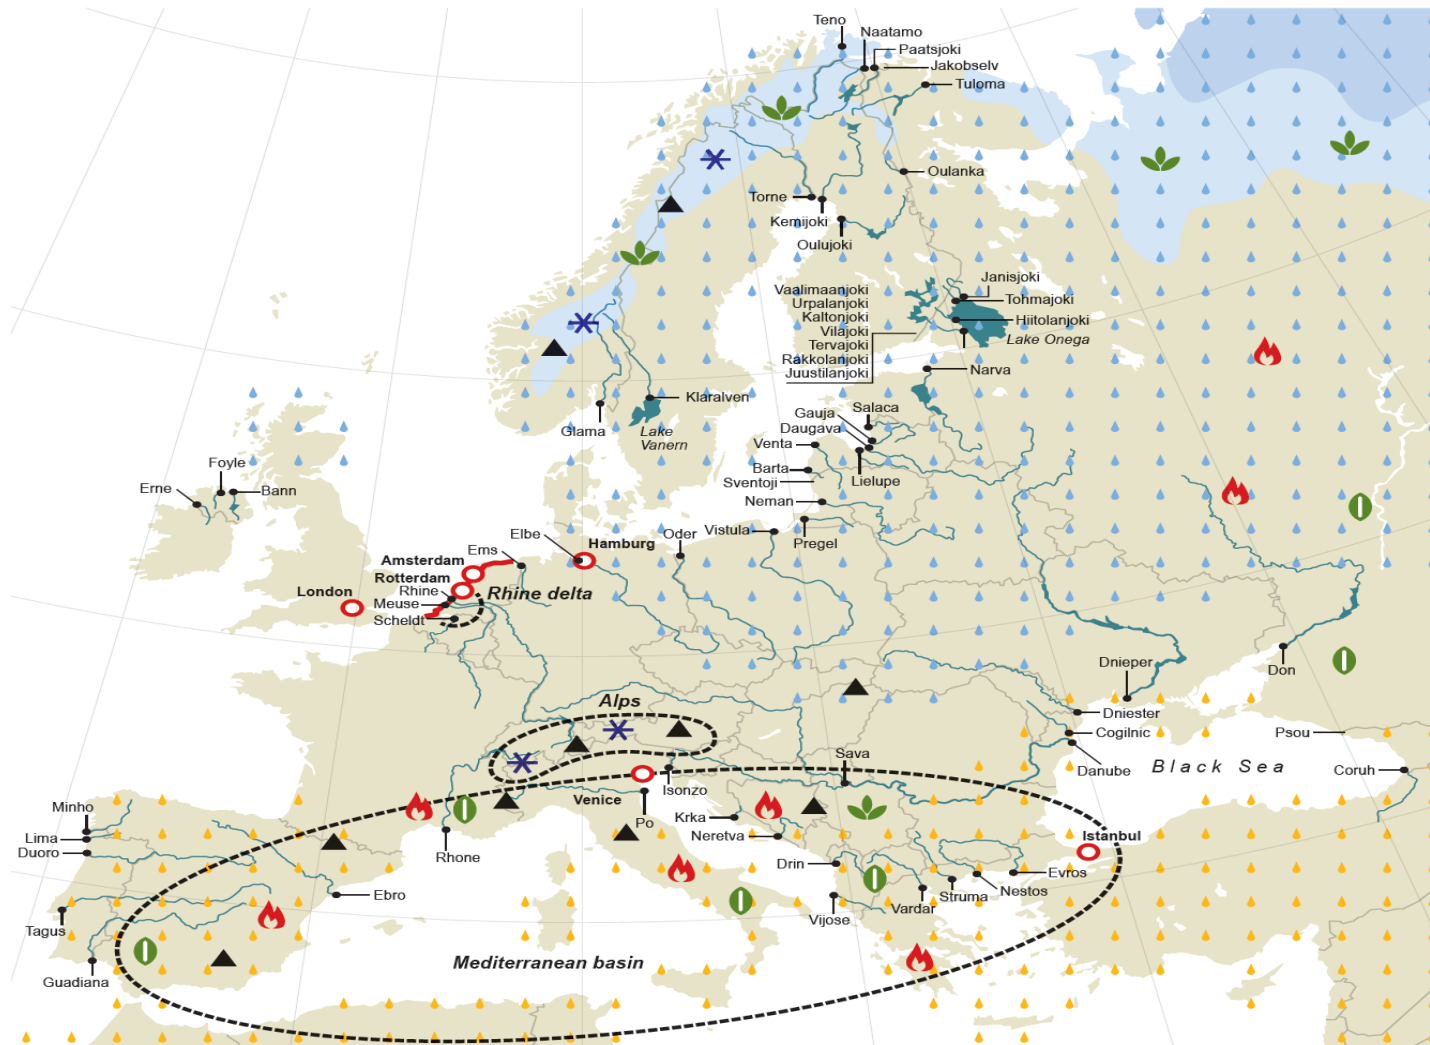 Teno
Naatamo
Paatsjoki
Jakobselv
Tuloma
Oulanka
Torne
Kemijoki
Oulujoki
Janisjoki
Tohmajoki
Hiitolanjoki
Lake Onega
Vaalimaanjoki
Urpalanjoki
Kaltonjoki
Vilajoki
Tervajoki
Rakkolanjoki
Juustilanjoki
Narva
Klaralven
Glama
Lake
Vanern
Salaca
Gauja
Daugava
Venta
Barta
Sventoji
Lielupe
Neman
Foyle
Erne
Bann
Vistula
Pregel
Oder
Elbe
Hamburg
Ems
Amsterdam
Rotterdam
Rhine
Meuse
Scheldt
Rhine delta
London
Dnieper
Don
Dniester
Cogilnic
Danube
Psou
Black Sea
Coruh
Alps
Sava
Isonzo
Venice
Po
Krka
Neretva
Minho
Lima
Duoro
Rhone
Istanbul
Drin
Evros
Nestos
Struma
Vardar
Vijose
Ebro
Tagus
Guadiana
Mediterranean basin